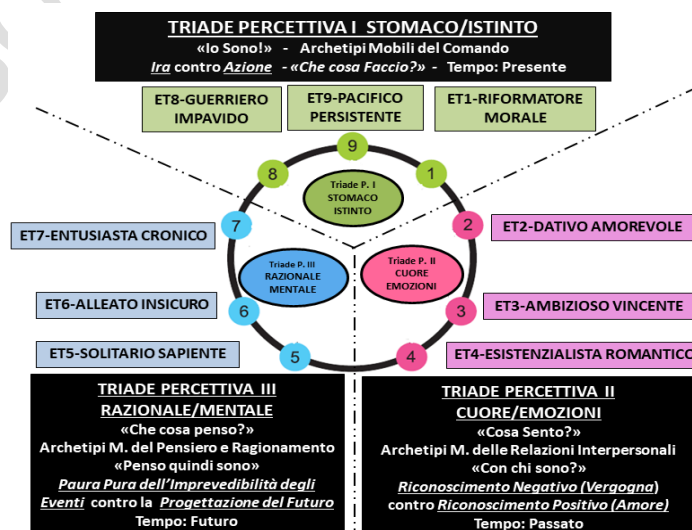 TRIADE PERCETTIVA I STOMACO/ISTINTO
«Io Sono!» - Archetipi Mobili del Comando
Ira contro Azione - «Che cosa Faccio?» - Tempo: Presente
ET8-GUERRIERO
IMPAVIDO
ET9-PACIFICO
PERSISTENTE
ET1-RIFORMATORE
MORALE
9
8
1
Triade P. I
STOMACO
ISTINTO
7
2
ET7-ENTUSIASTA CRONICO
ET2-DATIVO AMOREVOLE
Triade P. III
RAZIONALE
MENTALE
Triade P. II
CUORE
EMOZIONI
ET6-ALLEATO INSICURO
6
3
ET3-AMBIZIOSO VINCENTE
ET5-SOLITARIO SAPIENTE
5
4
ET4-ESISTENZIALISTA ROMANTICO
TRIADE PERCETTIVA III
RAZIONALE/MENTALE
«Che cosa penso?»
Archetipi M. del Pensiero e Ragionamento
«Penso quindi sono»
Paura Pura dell'Imprevedibilità degli
Eventi contro la Progettazione del Futuro
Tempo: Futuro
TRIADE PERCETTIVA II
CUORE/EMOZIONI
«Cosa Sento?»
Archetipi M. delle Relazioni Interpersonali
«Con chi sono?»
Riconoscimento Negativo (Vergogna)
contro Riconoscimento Positivo (Amore)
Tempo: Passato